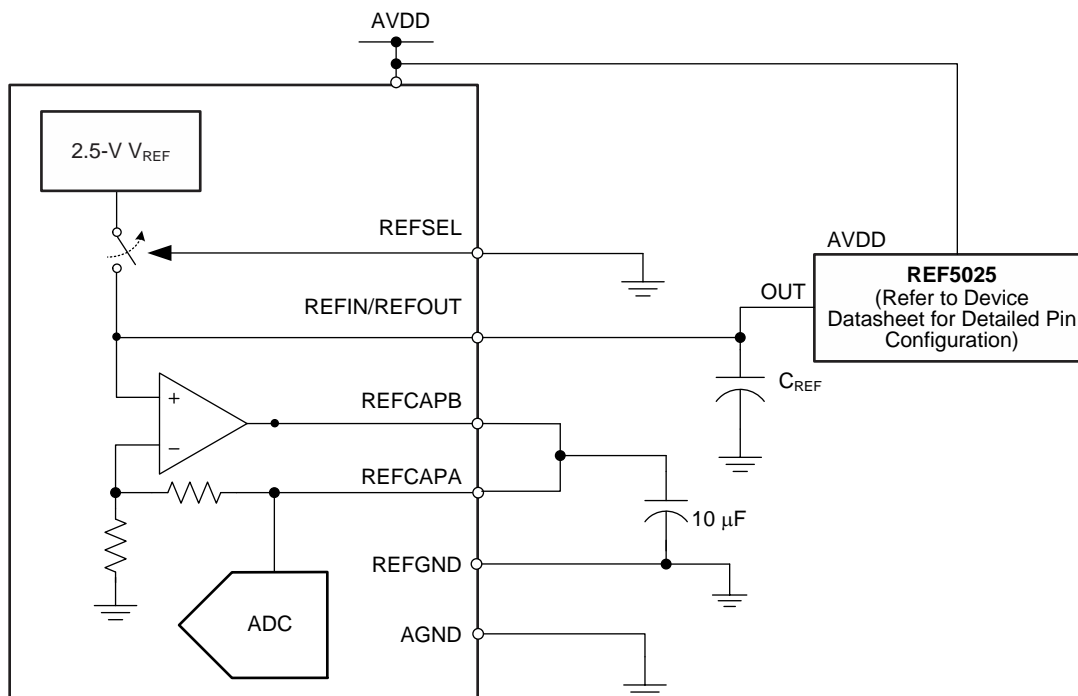 AVDD
2.5-V VREF
REFSEL
AVDD
REF5025
(Refer to Device
Datasheet for Detailed Pin
Configuration)
OUT
REFIN/REFOUT
CREF
+
−
REFCAPB
REFCAPA
10 μF
REFGND
ADC
AGND